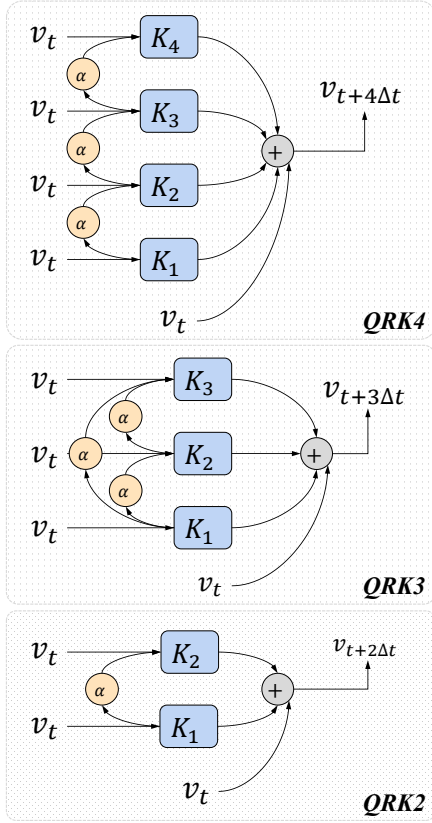 v_t K_4
α
v_{t+4Δt}
v_t K_3
α
+
v_t K_2
α
v_t K_1
v_t
QRK4
v_t K_3
v_{t+3Δt}
α
v_t α K_2 +
α
v_t K_1
v_t
QRK3
v_t K_2
v_{t+2Δt}
α +
v_t K_1
v_t
QRK2